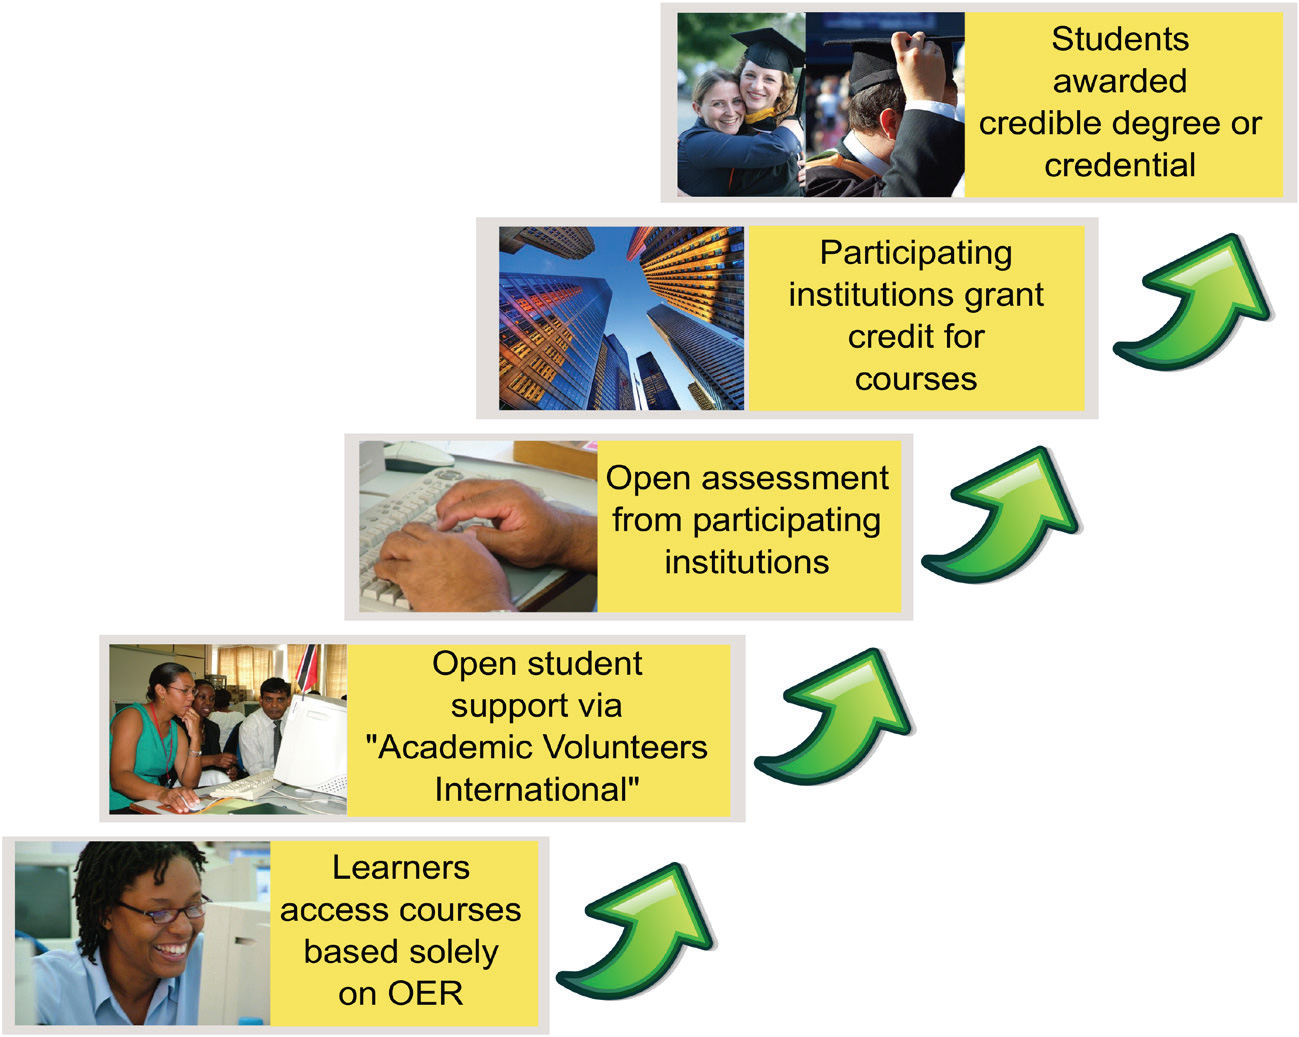 Students
awarded
credible degree or
credential
Participating
institutions grant
credit for
courses
Open assessment
from participating
institutions
Open student
support via
"Academic Volunteers
International"
Learners
access courses
based solely
on OER